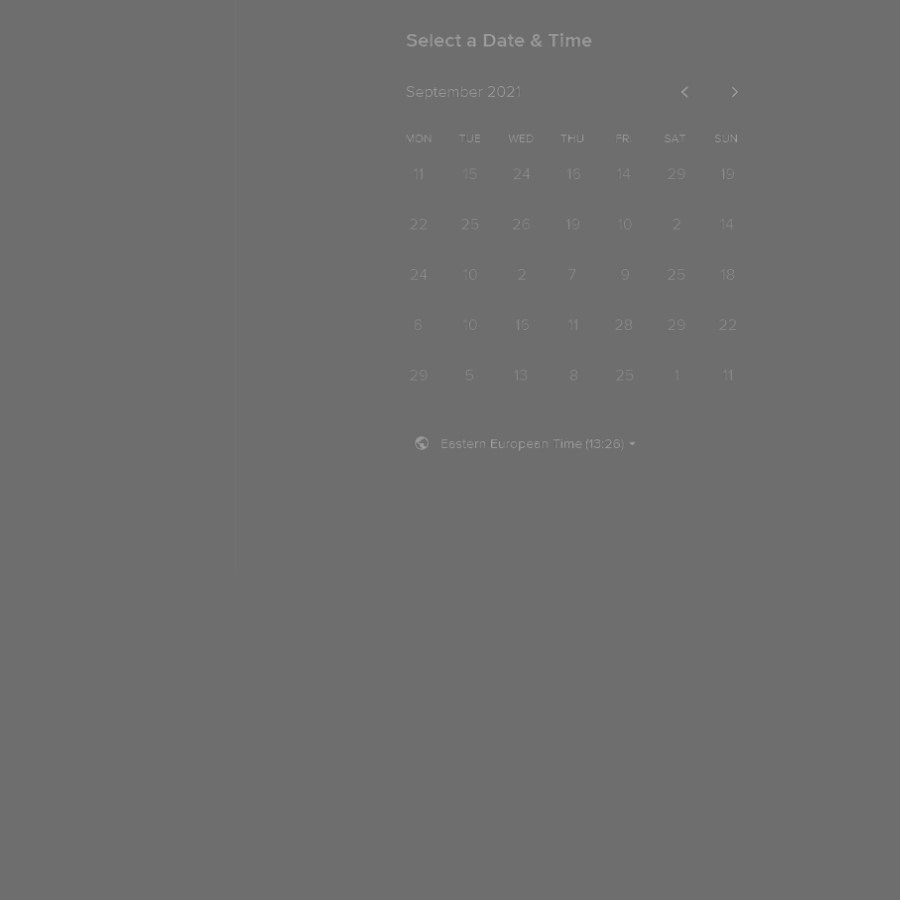 Select a Date & Time
September 2021
MON TUE WED THU FR. SAT SUN
11 15 24 16 14 29 19
22 25 26 19 10 2 14
24 10 2 7 9 25 18
6 10 16 11 28 29 22
29 5 13 8 25 1 11
Eastern European Time (13:26)